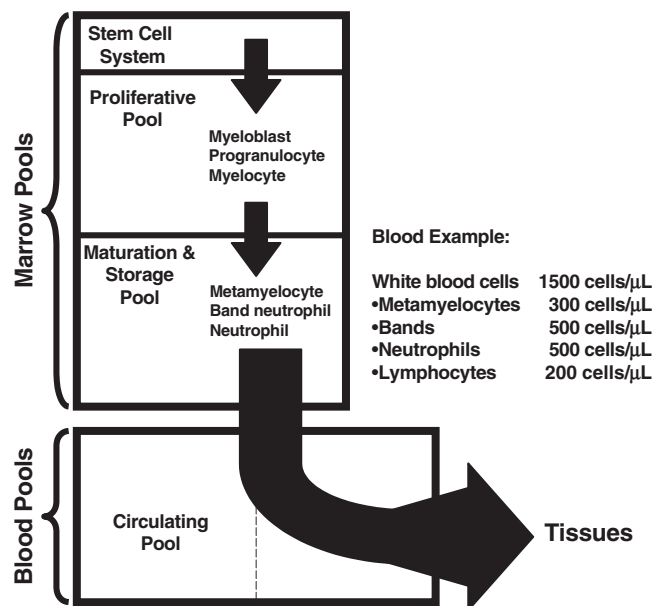 Stem Cell
System
Proliferative
Pool
Myeloblast
Progranulocyte
Myelocyte
Maturation &
Storage
Pool
Metamyelocyte
Band neutrophil
Neutrophil
Marrow Pools
Blood Example:
White blood cells 1500 cells/μL
•Metamyelocytes 300 cells/μL
•Bands 500 cells/μL
•Neutrophils 500 cells/μL
•Lymphocytes 200 cells/μL
Blood Pools
Circulating
Pool
Tissues